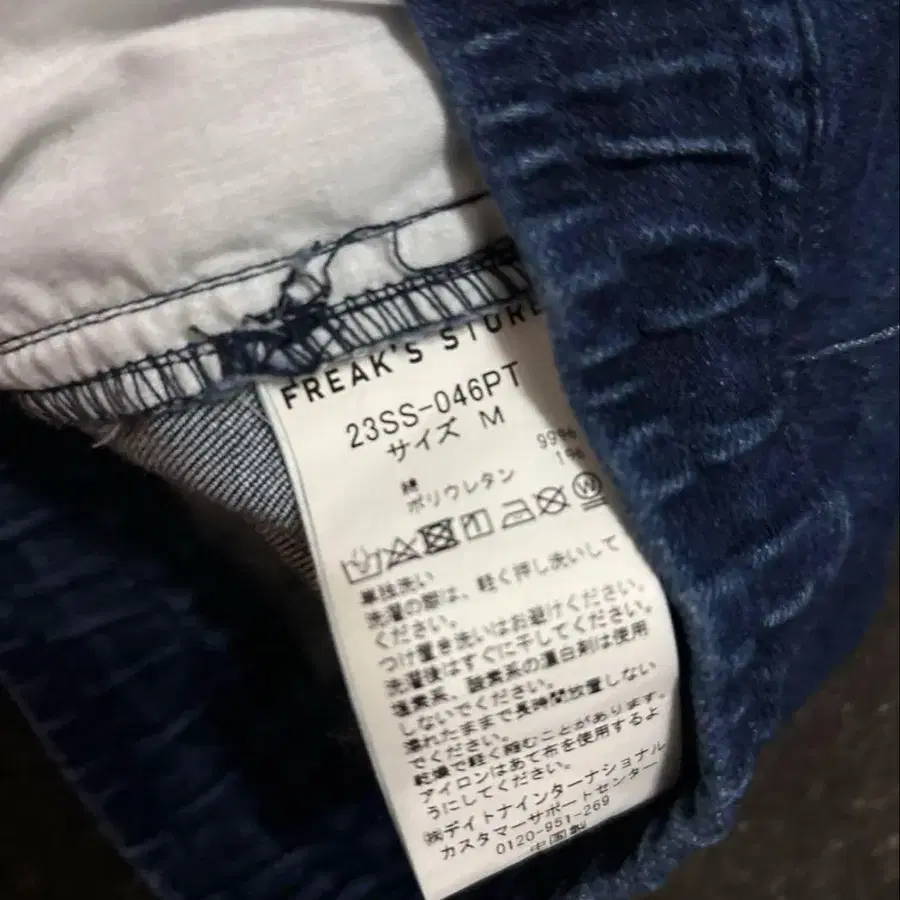 FREAK'S STORE
23SS-046PT
サイズ M
綿 99%
ポリウレタン 1%
単独洗い
洗濯の際は、軽く押し洗いして
ください。
つけ置き洗いはお避けください。
洗濯後はすぐに干してください。
塩素系、酸素系の漂白剤は使用
しないでください。
濡れたままで長時間放置しない
でください。
乾燥で軽く縮むことがあります。
アイロンはあて布を使用するよ
うにしてください。
㈱デイトナインターナショナル
カスタマーサポートセンター
0120-951-269
中国製